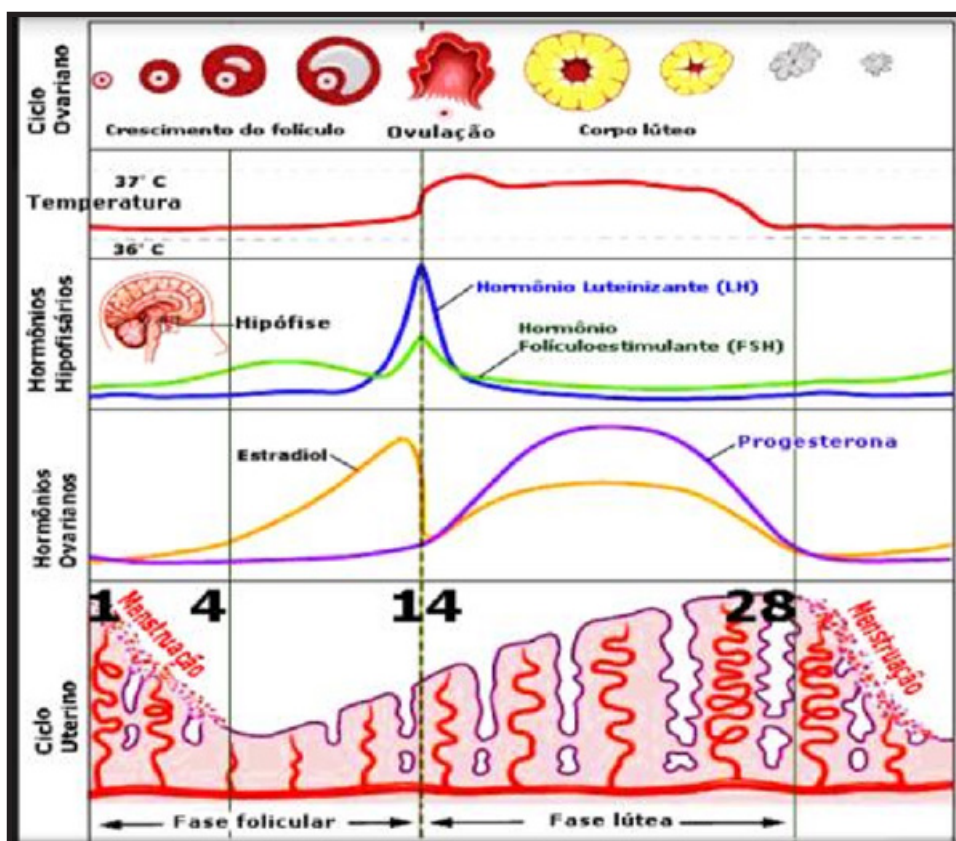 Ciclo
Ovariano
Crescimento do folículo
Ovulação
Corpo lúteo
37° C
Temperatura
36° C
Hormônios
Hipofisários
Hipófise
Hormônio Luteinizante (LH)
Hormônio
Folículoestimulante (FSH)
Hormônios
Ovarianos
Estradiol
Progesterona
Ciclo
Uterino
1 4 14 28
Menstruação
Menstruação
Fase folicular
Fase lútea